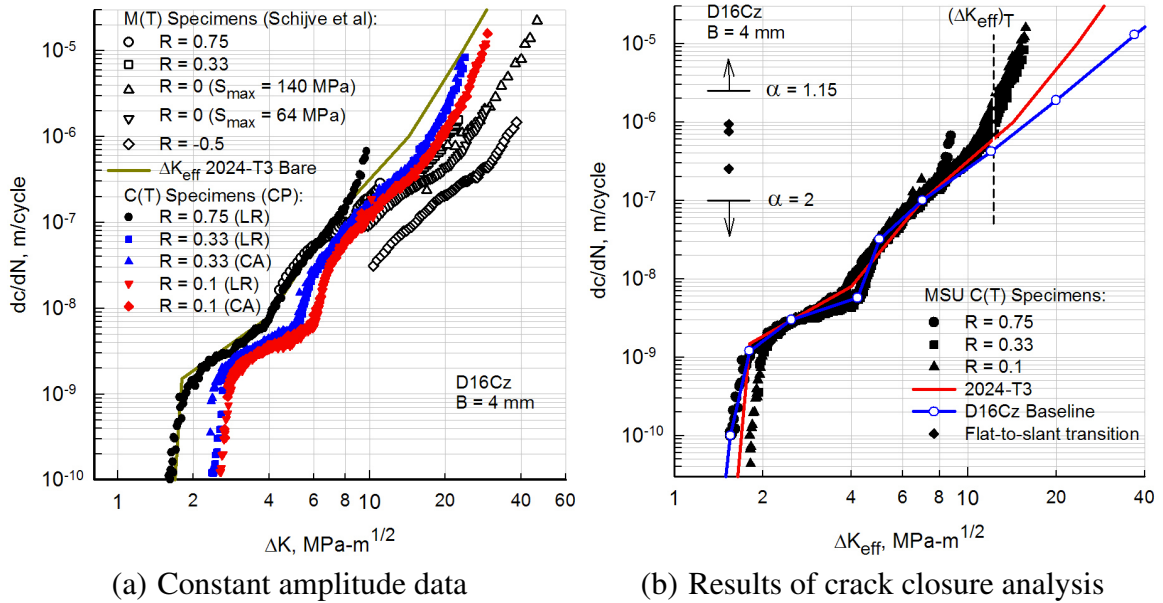 M(T) Specimens (Schijve et al):
R = 0.75
R = 0.33
R = 0 (Smax = 140 MPa)
R = 0 (Smax = 64 MPa)
R = -0.5
ΔKeff 2024-T3 Bare
C(T) Specimens (CP):
R = 0.75 (LR)
R = 0.33 (LR)
R = 0.33 (CA)
R = 0.1 (LR)
R = 0.1 (CA)
D16Cz
B = 4 mm
dc/dN, m/cycle
10-5
10-6
10-7
10-8
10-9
10-10
1
2
4
6
10
20
40
60
ΔK, MPa-m1/2
(a) Constant amplitude data
D16Cz
B = 4 mm
(ΔKeff)T
α = 1.15
α = 2
MSU C(T) Specimens:
R = 0.75
R = 0.33
R = 0.1
2024-T3
D16Cz Baseline
Flat-to-slant transition
dc/dN, m/cycle
10-5
10-6
10-7
10-8
10-9
10-10
1
2
4
6
10
20
40
ΔKeff, MPa-m1/2
(b) Results of crack closure analysis